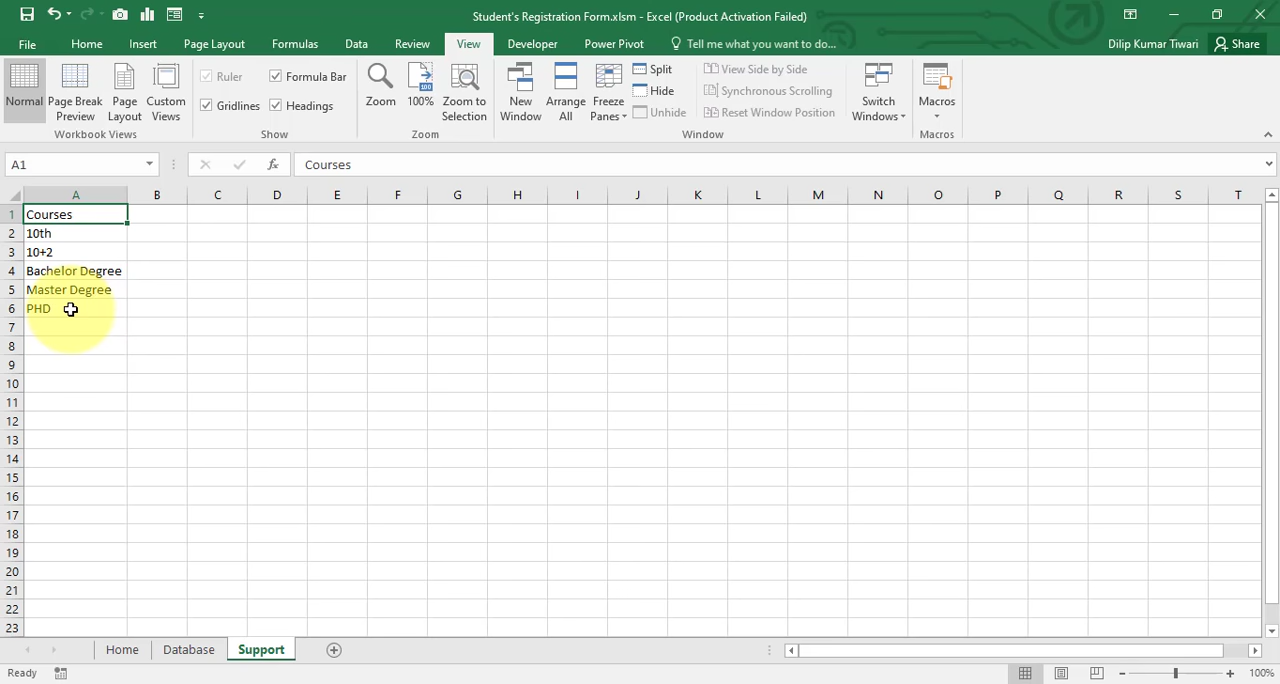 Student's Registration Form.xlsm - Excel (Product Activation Failed)
File Home Insert Page Layout Formulas Data Review View Developer Power Pivot Tell me what you want to do... Dilip Kumar Tiwari Share
Normal
Page Break Preview
Page Layout
Custom Views
Workbook Views
Ruler
Formula Bar
Gridlines
Headings
Show
Zoom
100%
Zoom to Selection
Zoom
New Window
Arrange All
Freeze Panes
Split
Hide
Unhide
View Side by Side
Synchronous Scrolling
Reset Window Position
Window
Switch Windows
Macros
Macros
A1 fx Courses
A B C D E F G H I J K L M N O P Q R S T
1 Courses
2 10th
3 10+2
4 Bachelor Degree
5 Master Degree
6 PHD
7
8
9
10
11
12
13
14
15
16
17
18
19
20
21
22
23
Home Database Support
Ready 100%